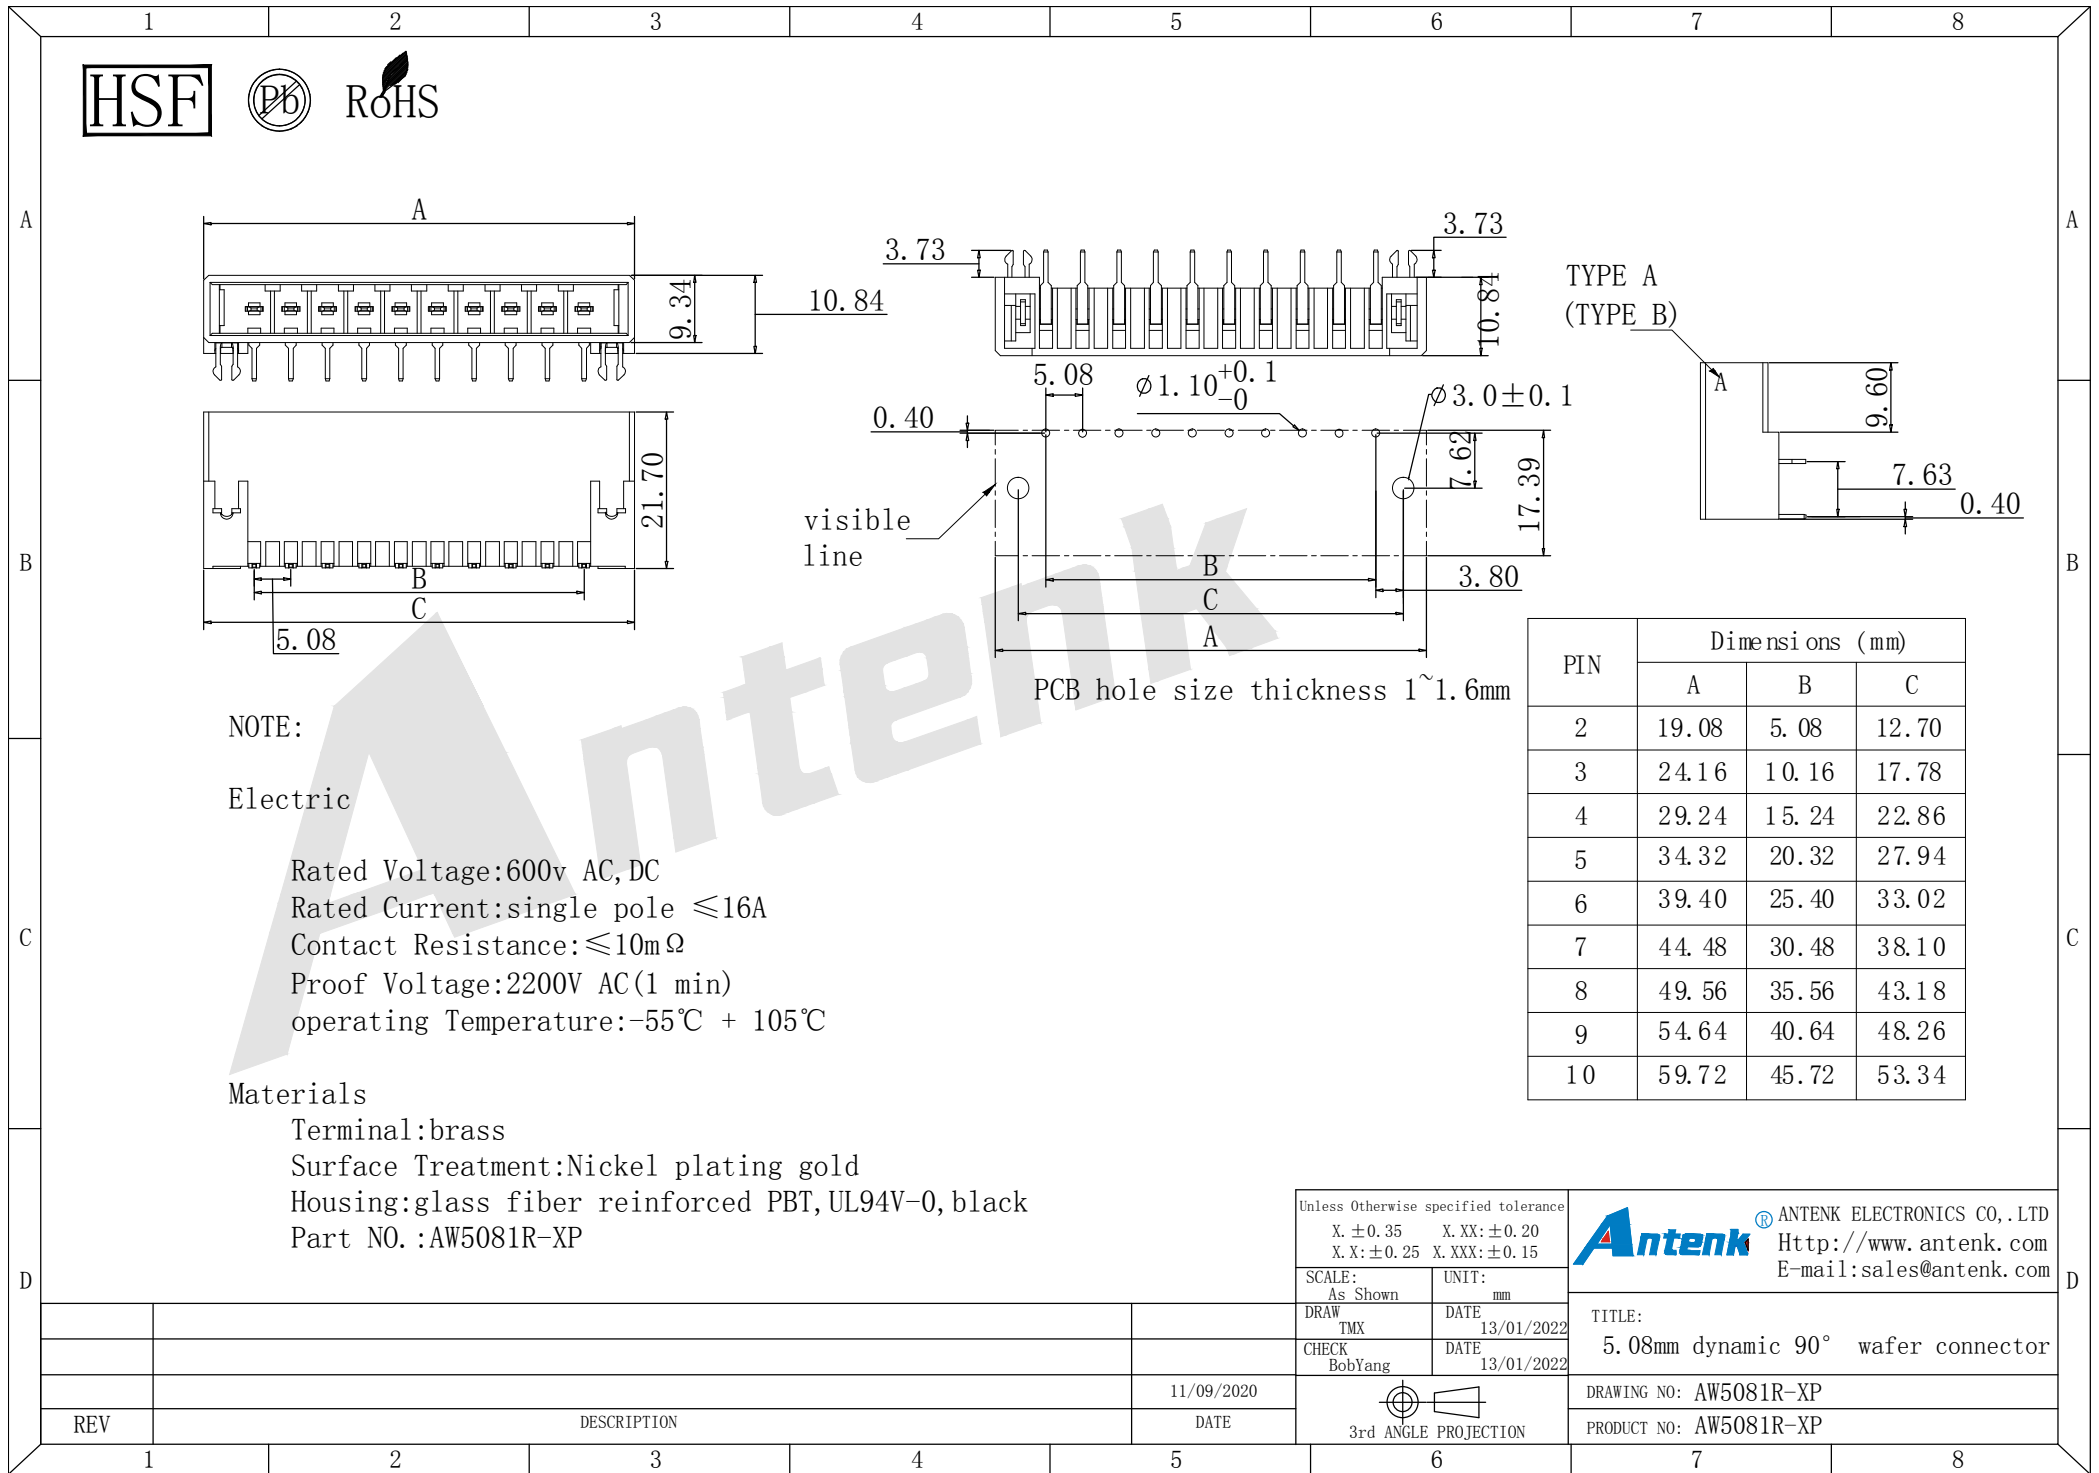 1 2 3 4 5 6 7 8
HSF Pb RoHS
A A
A
9.34
10.84
3.73
3.73
10.84
TYPE A
(TYPE B)
A
9.60
7.63
0.40
21.70
B
C
5.08
5.08
ø1.10 +0.1 -0
ø3.0±0.1
0.40
7.62
17.39
visible
line
B
3.80
C
A
PCB hole size thickness 1~1.6mm
B B
PIN Dimensions (mm)
A B C
2 19.08 5.08 12.70
3 24.16 10.16 17.78
4 29.24 15.24 22.86
5 34.32 20.32 27.94
6 39.40 25.40 33.02
7 44.48 30.48 38.10
8 49.56 35.56 43.18
9 54.64 40.64 48.26
10 59.72 45.72 53.34
Antenk
NOTE:
Electric
Rated Voltage:600v AC,DC
Rated Current:single pole ≤16A
Contact Resistance:≤10mΩ
Proof Voltage:2200V AC(1 min)
operating Temperature:-55℃ + 105℃
C C
Materials
Terminal:brass
Surface Treatment:Nickel plating gold
Housing:glass fiber reinforced PBT,UL94V-0,black
Part NO.:AW5081R-XP
D D
Unless Otherwise specified tolerance
X.±0.35 X.XX:±0.20
X.X:±0.25 X.XXX:±0.15
SCALE: UNIT:
As Shown mm
DRAW DATE
TMX 13/01/2022
CHECK DATE
BobYang 13/01/2022
3rd ANGLE PROJECTION
Antenk ® ANTENK ELECTRONICS CO,.LTD
Http://www.antenk.com
E-mail:sales@antenk.com
TITLE:
5.08mm dynamic 90° wafer connector
DRAWING NO: AW5081R-XP
PRODUCT NO: AW5081R-XP
11/09/2020
REV DESCRIPTION DATE
1 2 3 4 5 6 7 8